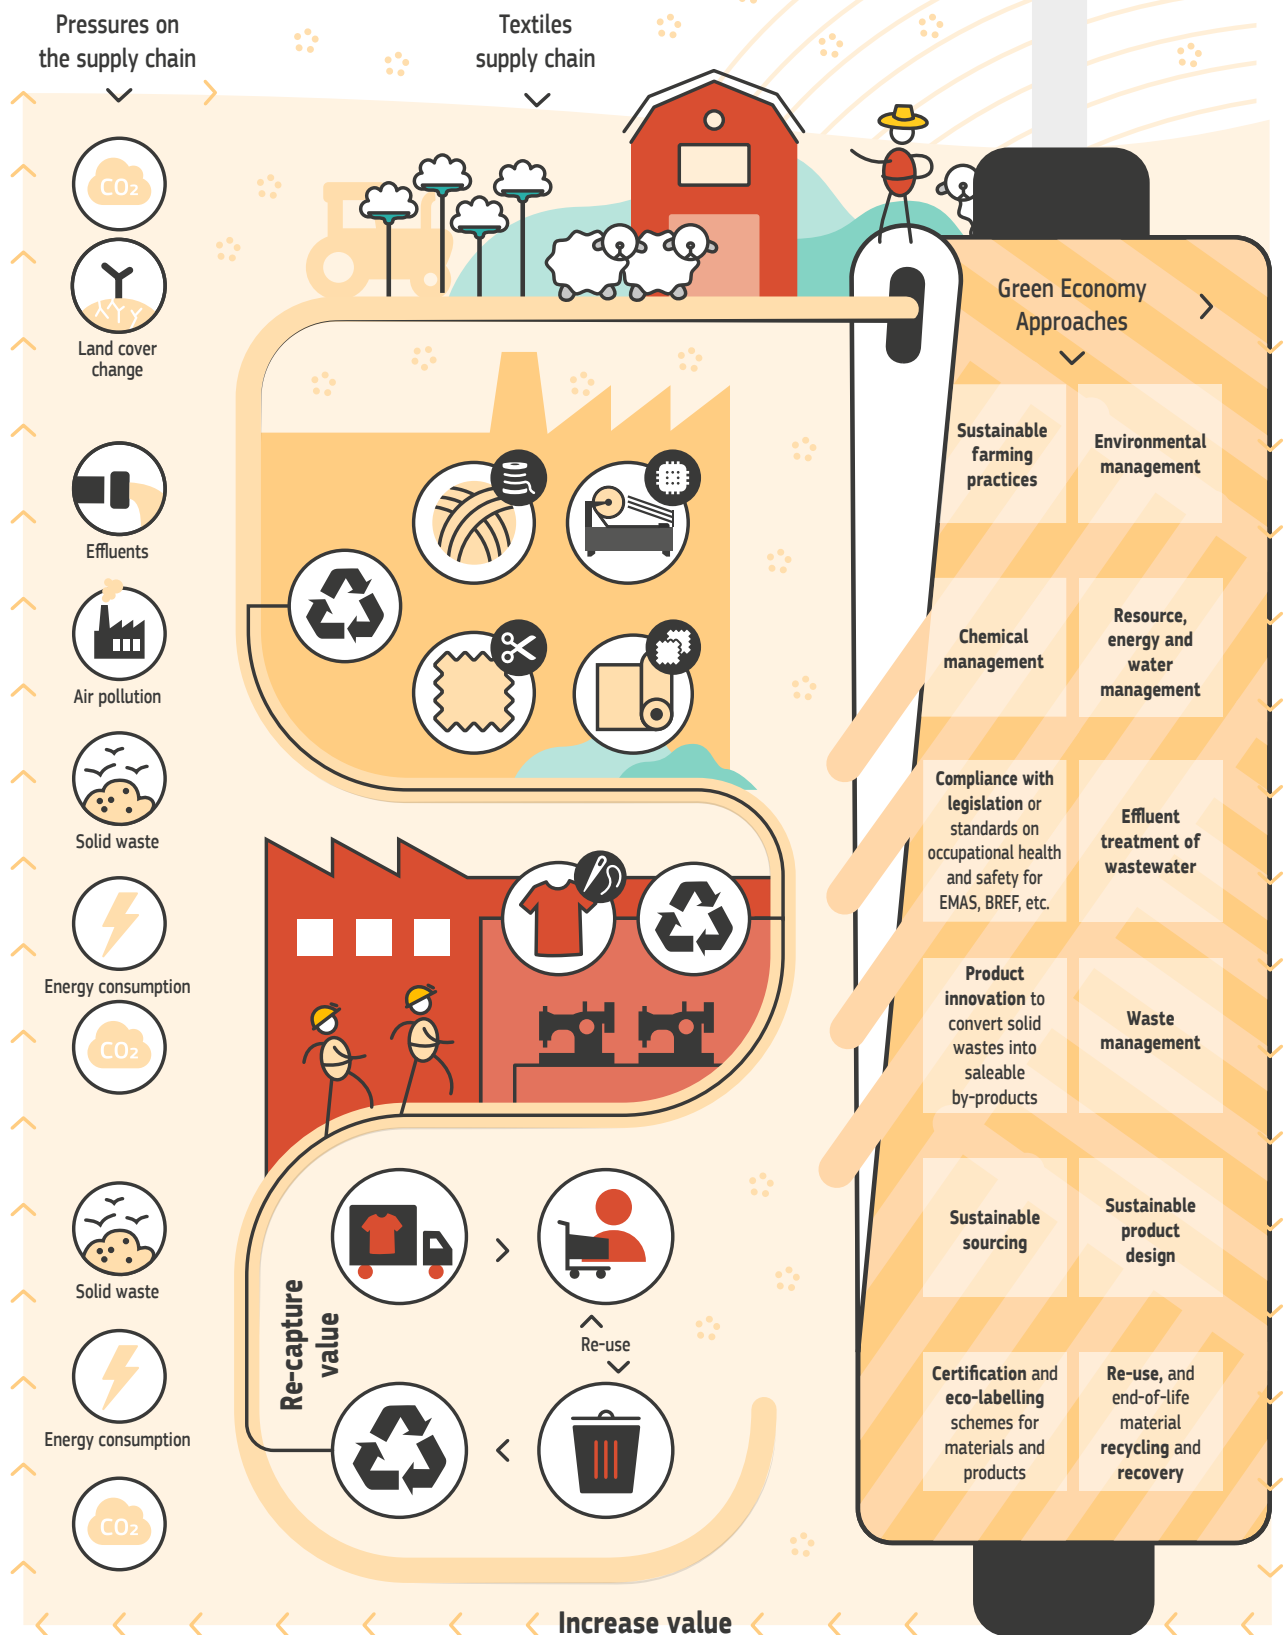 Pressures on
the supply chain
Textiles
supply chain
CO₂
Land cover
change
Effluents
Air pollution
Solid waste
Energy consumption
CO₂
Solid waste
Energy consumption
CO₂
Re-capture
value
Re-use
Green Economy
Approaches
Sustainable
farming
practices
Environmental
management
Chemical
management
Resource,
energy and
water
management
Compliance with
legislation or
standards on
occupational health
and safety for
EMAS, BREF, etc.
Effluent
treatment of
wastewater
Product
innovation to
convert solid
wastes into
saleable
by-products
Waste
management
Sustainable
sourcing
Sustainable
product
design
Certification and
eco-labelling
schemes for
materials and
products
Re-use, and
end-of-life
material
recycling and
recovery
Increase value